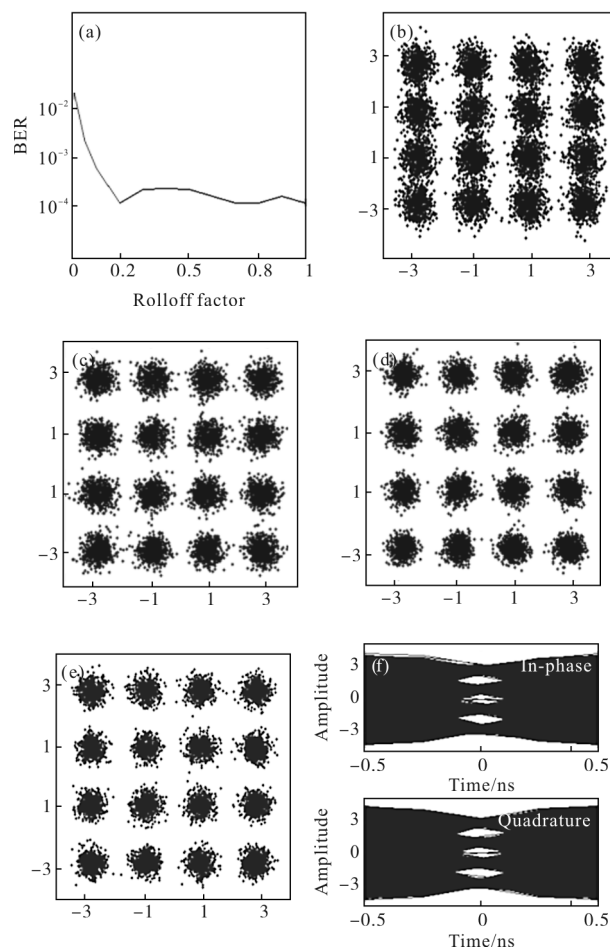 (a)
BER
10⁻²
10⁻³
10⁻⁴
0 0.2 0.5 0.8 1
Rolloff factor
(b)
3
1
1
−3
−3 −1 1 3
(c)
3
1
1
−3
−3 −1 1 3
(d)
3
1
1
−3
−3 −1 1 3
(e)
3
1
1
−3
−3 −1 1 3
(f)
In-phase
Amplitude
3
0
−3
−0.5 0 0.5
Time/ns
Quadrature
Amplitude
3
0
−3
−0.5 0 0.5
Time/ns